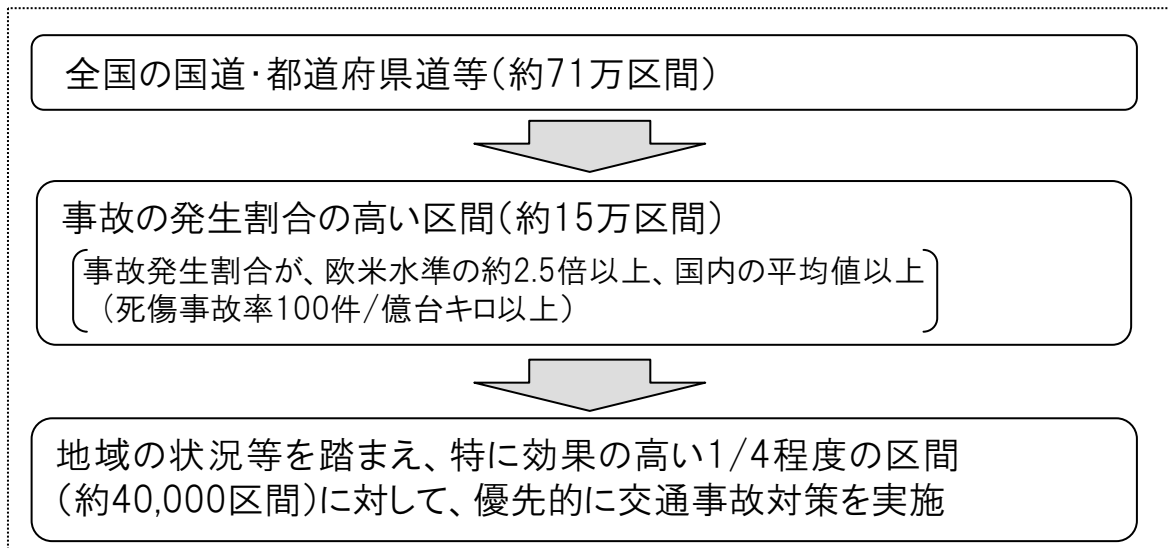 全国の国道・都道府県道等（約71万区間）
事故の発生割合の高い区間（約15万区間）
事故発生割合が、欧米水準の約2.5倍以上、国内の平均値以上
（死傷事故率100件/億台キロ以上）
地域の状況等を踏まえ、特に効果の高い1/4程度の区間
（約40,000区間）に対して、優先的に交通事故対策を実施